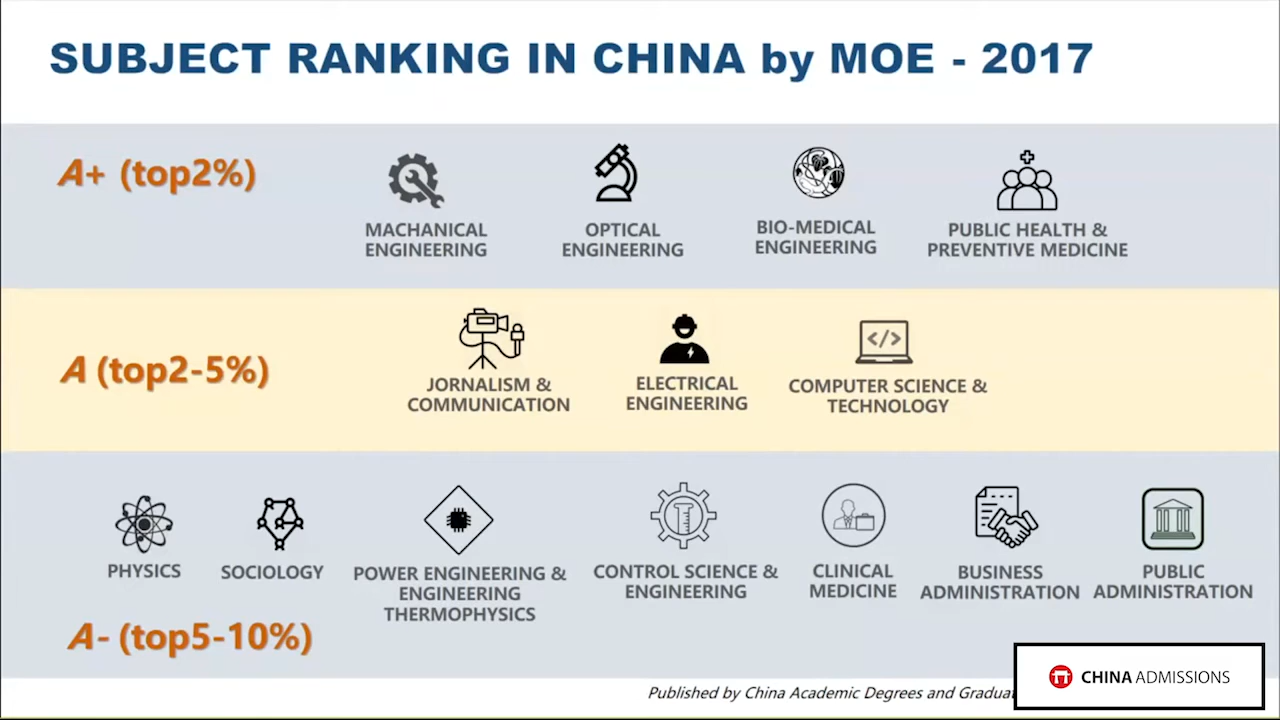 SUBJECT RANKING IN CHINA by MOE - 2017
A+ (top2%)
MACHANICAL
ENGINEERING
OPTICAL
ENGINEERING
BIO-MEDICAL
ENGINEERING
PUBLIC HEALTH &
PREVENTIVE MEDICINE
A (top2-5%)
JORNALISM &
COMMUNICATION
ELECTRICAL
ENGINEERING
</>
COMPUTER SCIENCE &
TECHNOLOGY
PHYSICS
SOCIOLOGY
POWER ENGINEERING &
ENGINEERING
THERMOPHYSICS
CONTROL SCIENCE &
ENGINEERING
CLINICAL
MEDICINE
BUSINESS
ADMINISTRATION
PUBLIC
ADMINISTRATION
A- (top5-10%)
Published by China Academic Degrees and
CHINA ADMISSIONS